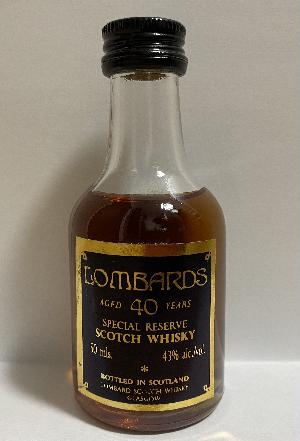 LOMBARDS
AGED 40 YEARS
SPECIAL RESERVE
SCOTCH WHISKY
50 mls. 43% alc/vol
*
BOTTLED IN SCOTLAND
LOMBARD SCOTCH WHISKY
GLASGOW